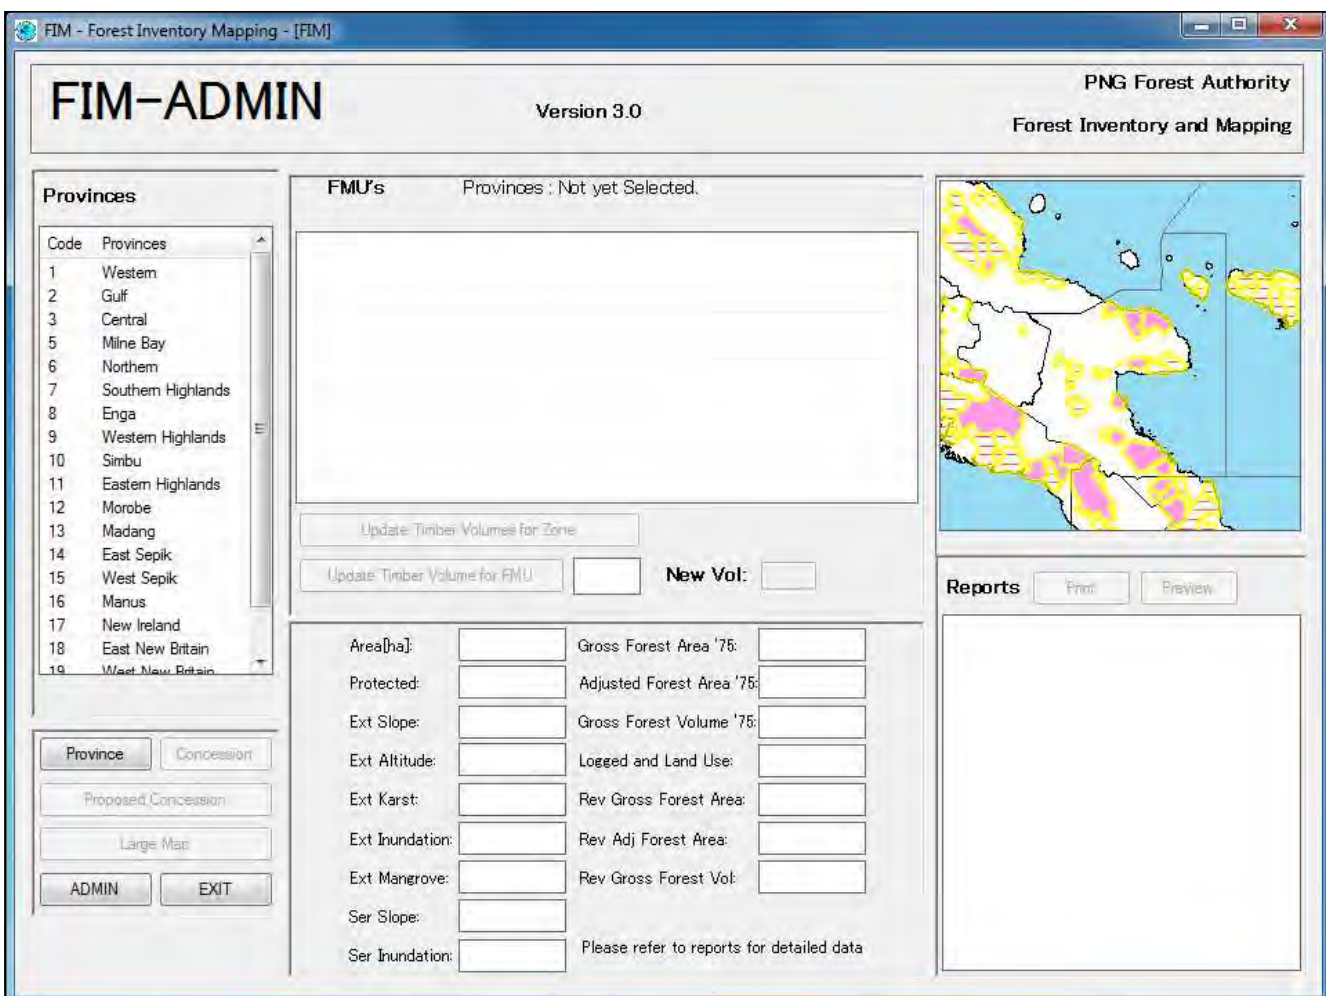 FIM - Forest Inventory Mapping - [FIM]
FIM-ADMIN
Version 3.0
PNG Forest Authority
Forest Inventory and Mapping
Provinces
Code Provinces
1 Western
2 Gulf
3 Central
5 Milne Bay
6 Northern
7 Southern Highlands
8 Enga
9 Western Highlands
10 Simbu
11 Eastern Highlands
12 Morobe
13 Madang
14 East Sepik
15 West Sepik
16 Manus
17 New Ireland
18 East New Britain
19 West New Britain
Province
Concession
Proposed Concession
Large Map
ADMIN
EXIT
FMU's
Provinces : Not yet Selected.
Update Timber Volumes for Zone
Update Timber Volume for FMU
New Vol:
Area[ha]:
Protected:
Ext Slope:
Ext Altitude:
Ext Karst:
Ext Inundation:
Ext Mangrove:
Ser Slope:
Ser Inundation:
Gross Forest Area '75:
Adjusted Forest Area '75:
Gross Forest Volume '75:
Logged and Land Use:
Rev Gross Forest Area:
Rev Adj Forest Area:
Rev Gross Forest Vol:
Please refer to reports for detailed data
Reports
Print
Preview